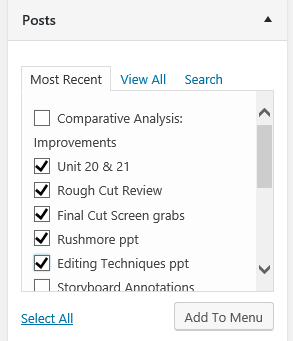 Posts
Most Recent View All Search
Comparative Analysis:
Improvements
Unit 20 & 21
Rough Cut Review
Final Cut Screen grabs
Rushmore ppt
Editing Techniques ppt
Storyboard Annotations
Select All Add To Menu